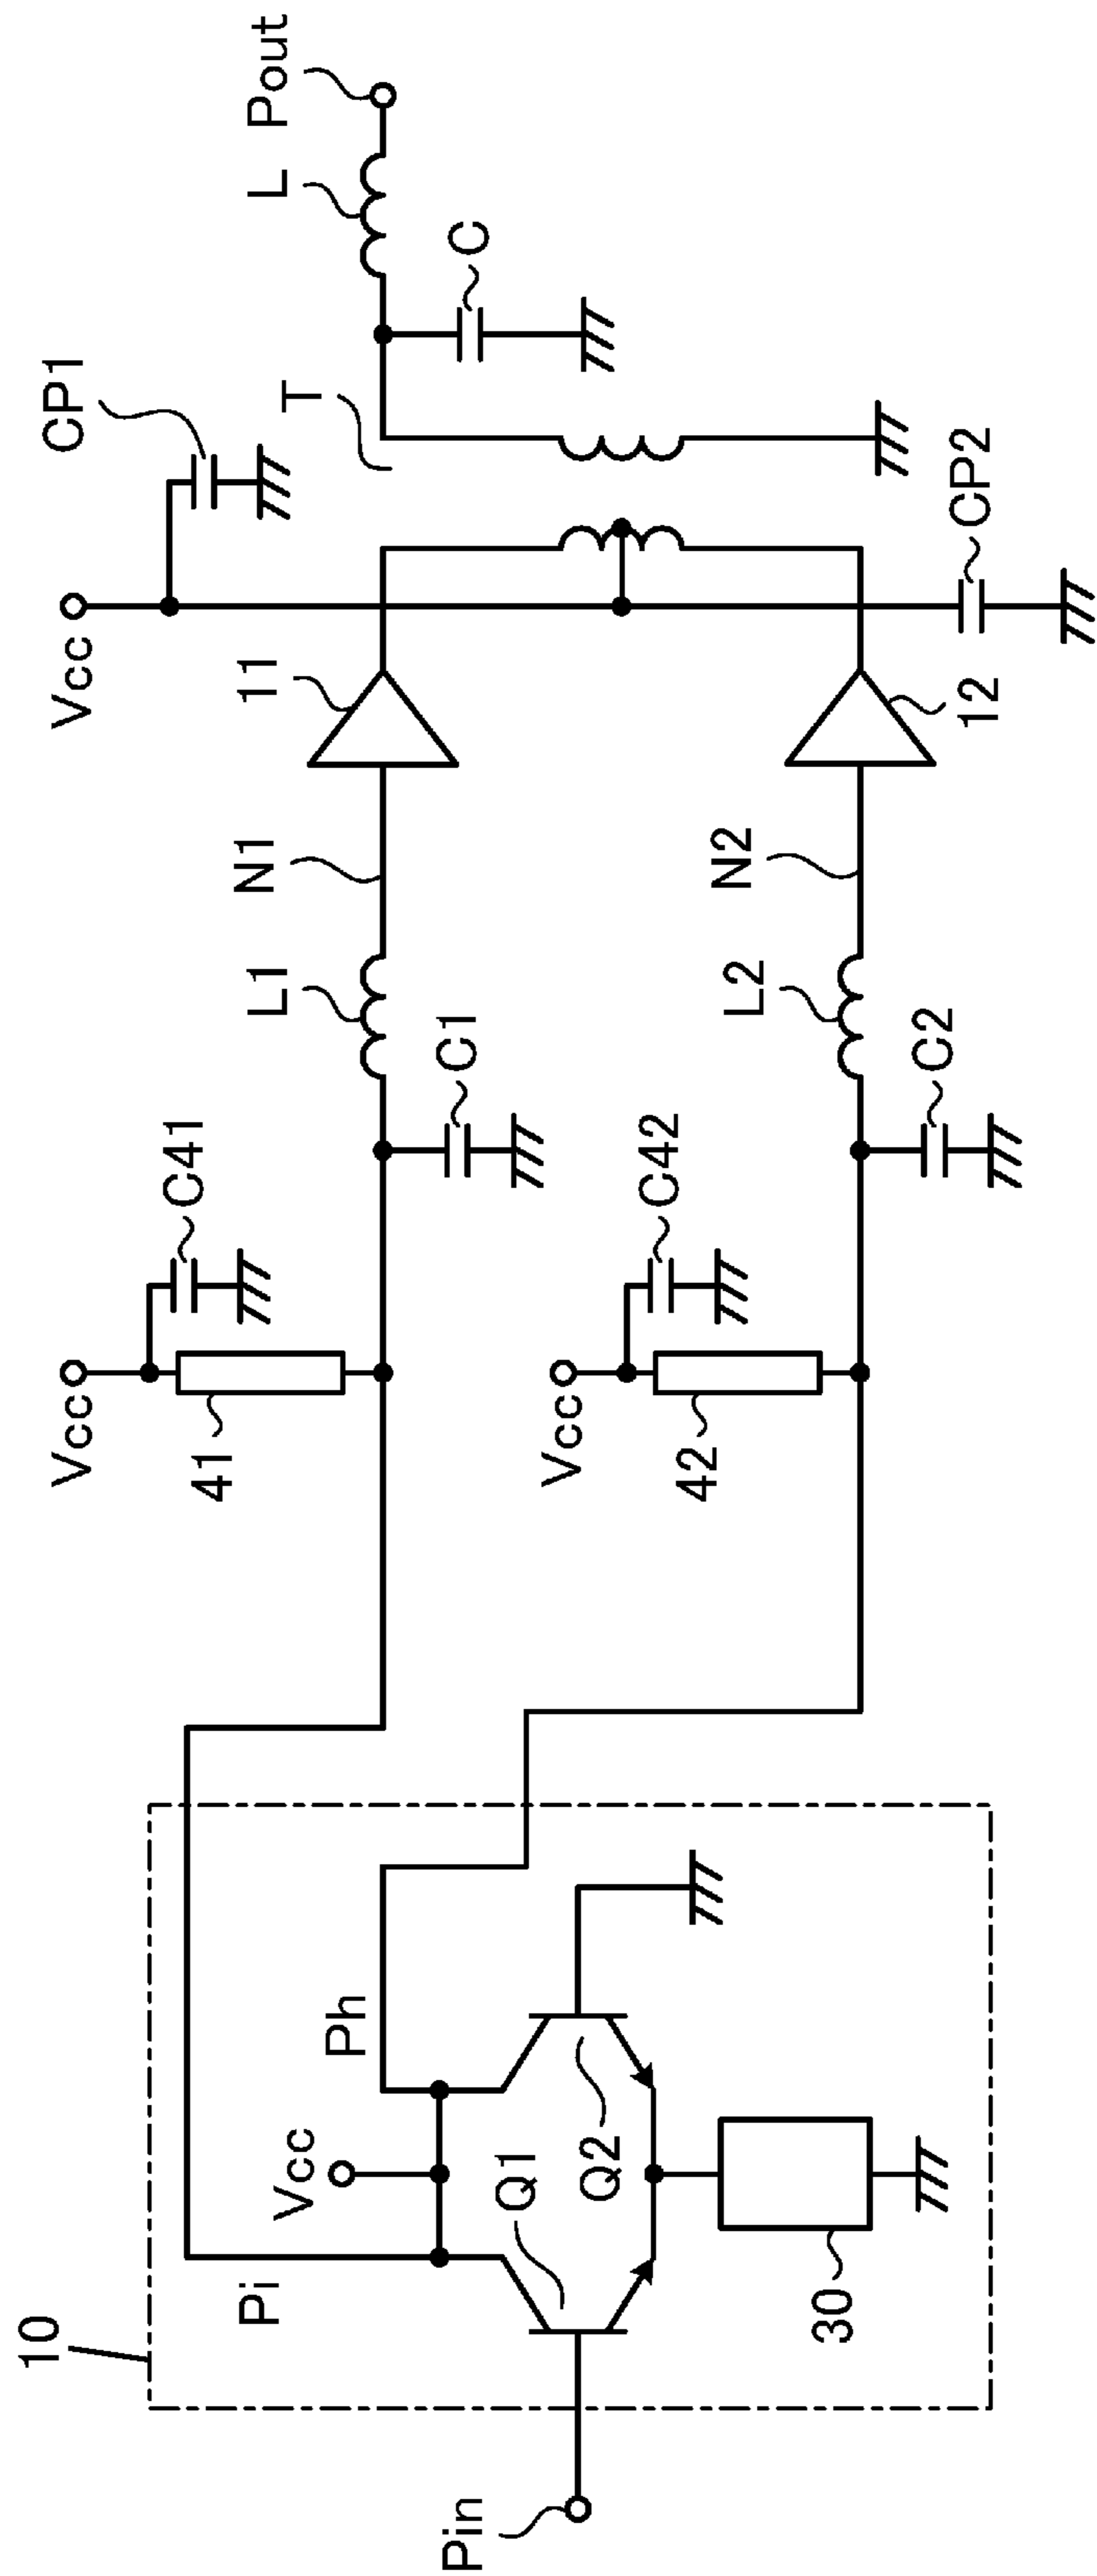 10
Pin
Pi
Vcc
Ph
Q1
Q2
30
Vcc
41
C41
L1
C1
N1
11
Vcc
CP1
T
L
Pout
C
Vcc
42
C42
L2
C2
N2
12
CP2